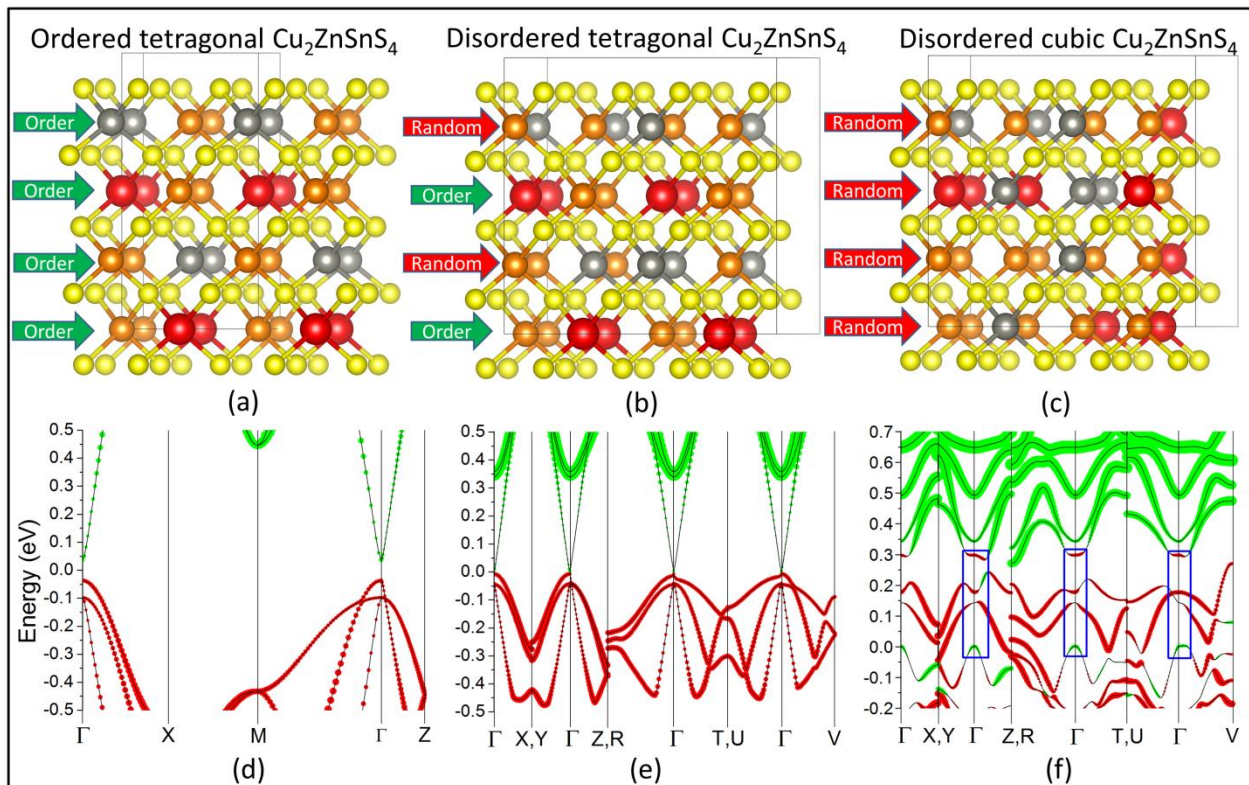 Ordered tetragonal Cu₂ZnSnS₄
Disordered tetragonal Cu₂ZnSnS₄
Disordered cubic Cu₂ZnSnS₄
Order
Order
Order
Order
Random
Order
Random
Order
Random
Random
Random
Random
(a)
(b)
(c)
Energy (eV)
0.5
0.4
0.3
0.2
0.1
0.0
-0.1
-0.2
-0.3
-0.4
-0.5
Γ X M Γ Z
(d)
0.5
0.4
0.3
0.2
0.1
0.0
-0.1
-0.2
-0.3
-0.4
-0.5
Γ X,Y Γ Z,R Γ T,U Γ V
(e)
0.7
0.6
0.5
0.4
0.3
0.2
0.1
0.0
-0.1
-0.2
Γ X,Y Γ Z,R Γ T,U Γ V
(f)